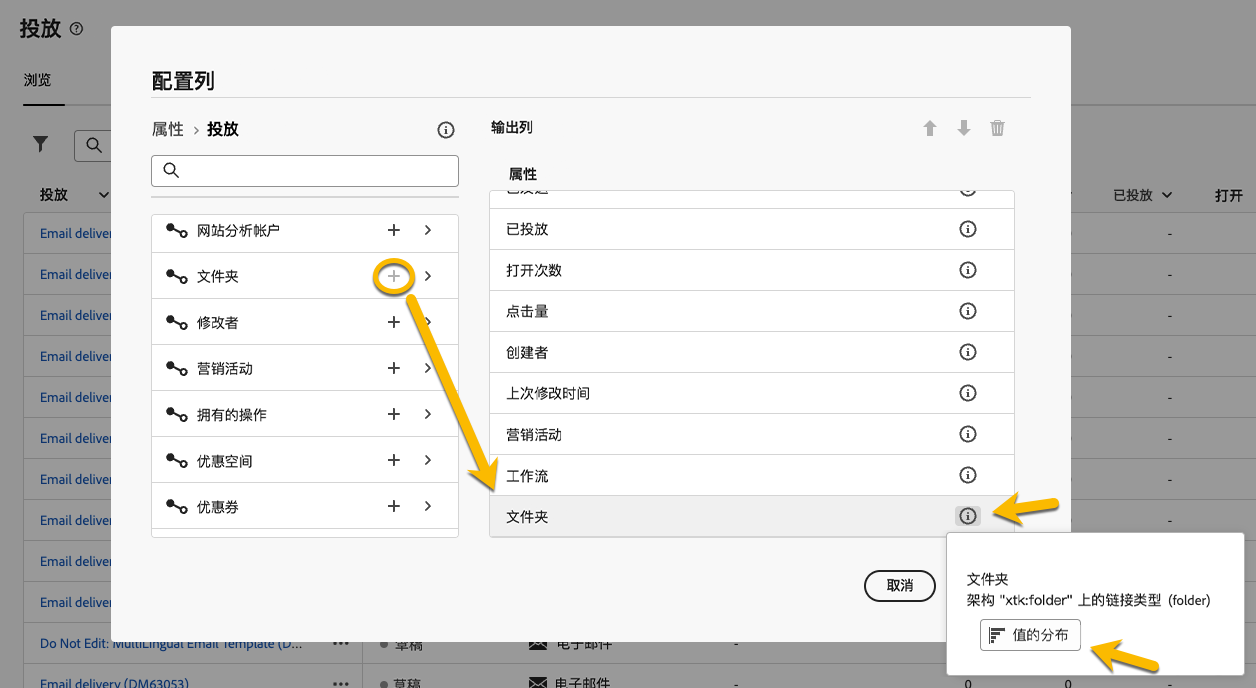 投放
浏览
配置列
属性 › 投放
输出列
属性
投放
已投放
打开
网站分析帐户
文件夹
修改者
营销活动
拥有的操作
优惠空间
优惠券
已投放
打开次数
点击量
创建者
上次修改时间
营销活动
工作流
文件夹
Email deliver
Email deliver
Email deliver
Email deliver
Email deliver
Email deliver
Email deliver
Email deliver
Email deliver
Email deliver
取消
文件夹
架构 "xtk:folder" 上的链接类型 (folder)
值的分布
Do Not Edit: MultiLingual Email Template (D... ••• 草稿 电子邮件 -
Email delivery (DM63053) ••• 草稿 电子邮件 - 0 0 -